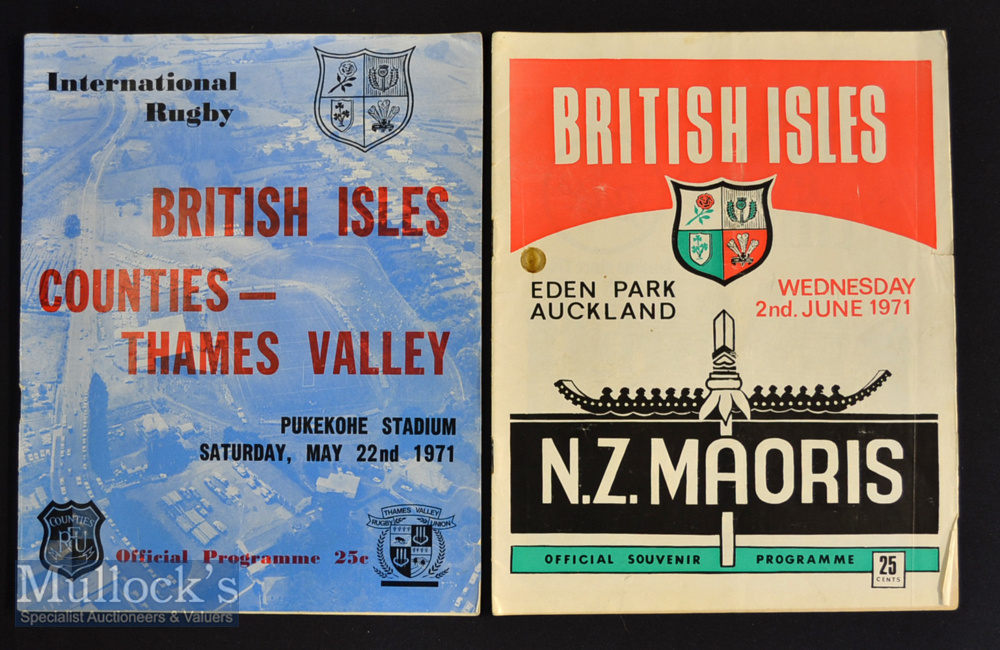 International
Rugby
BRITISH ISLES
COUNTIES —
THAMES VALLEY
PUKEKOHE STADIUM
SATURDAY, MAY 22nd 1971
COUNTIES
RFU
THAMES VALLEY
RUGBY UNION
Official Programme 25c
Mullock's
Specialist Auctioneers & Valuers
BRITISH ISLES
EDEN PARK
AUCKLAND
WEDNESDAY
2nd. JUNE 1971
N.Z. MAORIS
OFFICIAL SOUVENIR PROGRAMME
25
CENTS